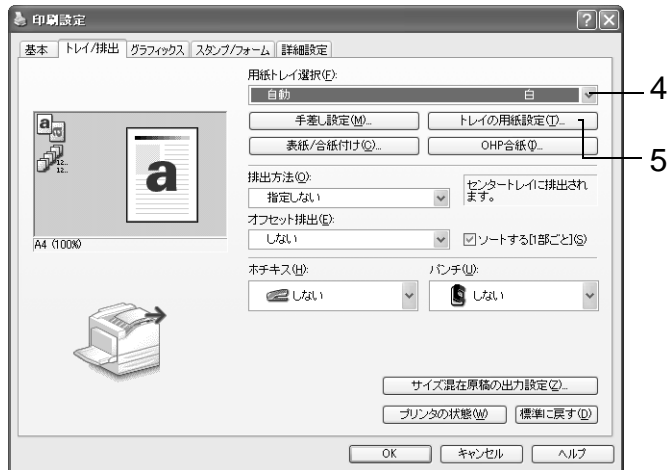 印刷設定
基本 トレイ/排出 グラフィックス スタンプ/フォーム 詳細設定
用紙トレイ選択(F):
自動 白
4
手差し設定(M)... トレイの用紙設定(T)...
5
表紙/合紙付け(C)... OHP合紙(I)...
a
排出方法(O):
指定しない
センタートレイに排出されます。
オフセット排出(E):
しない
ソートする[1部ごと](S)
A4 (100%)
ホチキス(H): パンチ(U):
しない しない
サイズ混在原稿の出力設定(Z)...
プリンタの状態(W) 標準に戻す(D)
OK キャンセル ヘルプ